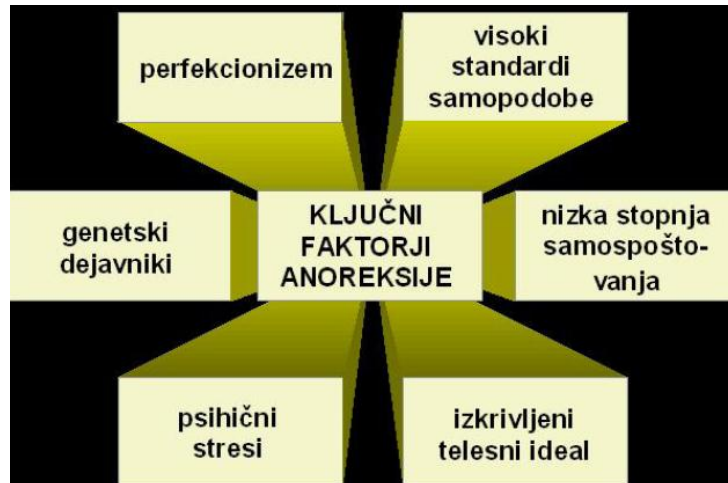 perfekcionizem
visoki
standardi
samopodobe
genetski
dejavniki
KLJUČNI
FAKTORJI
ANOREKSIJE
nizka stopnja
samospošto-
vanja
psihični
stresi
izkrivljeni
telesni ideal